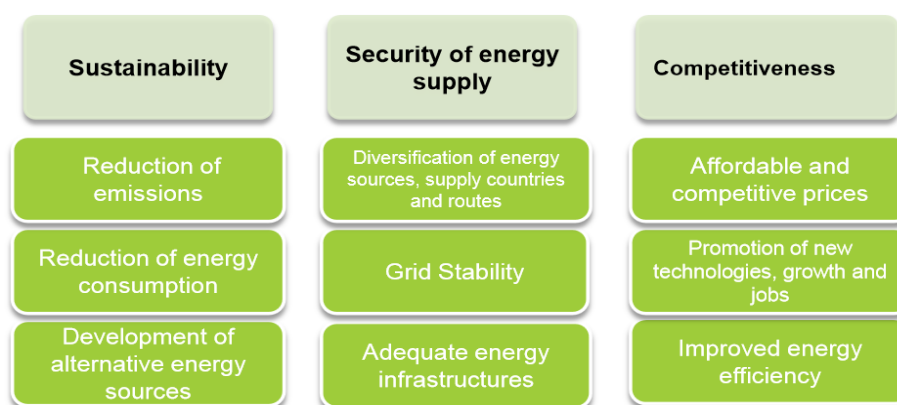 Sustainability
Reduction of
emissions
Reduction of energy
consumption
Development of
alternative energy
sources
Security of energy
supply
Diversification of energy
sources, supply countries
and routes
Grid Stability
Adequate energy
infrastructures
Competitiveness
Affordable and
competitive prices
Promotion of new
technologies, growth and
jobs
Improved energy
efficiency